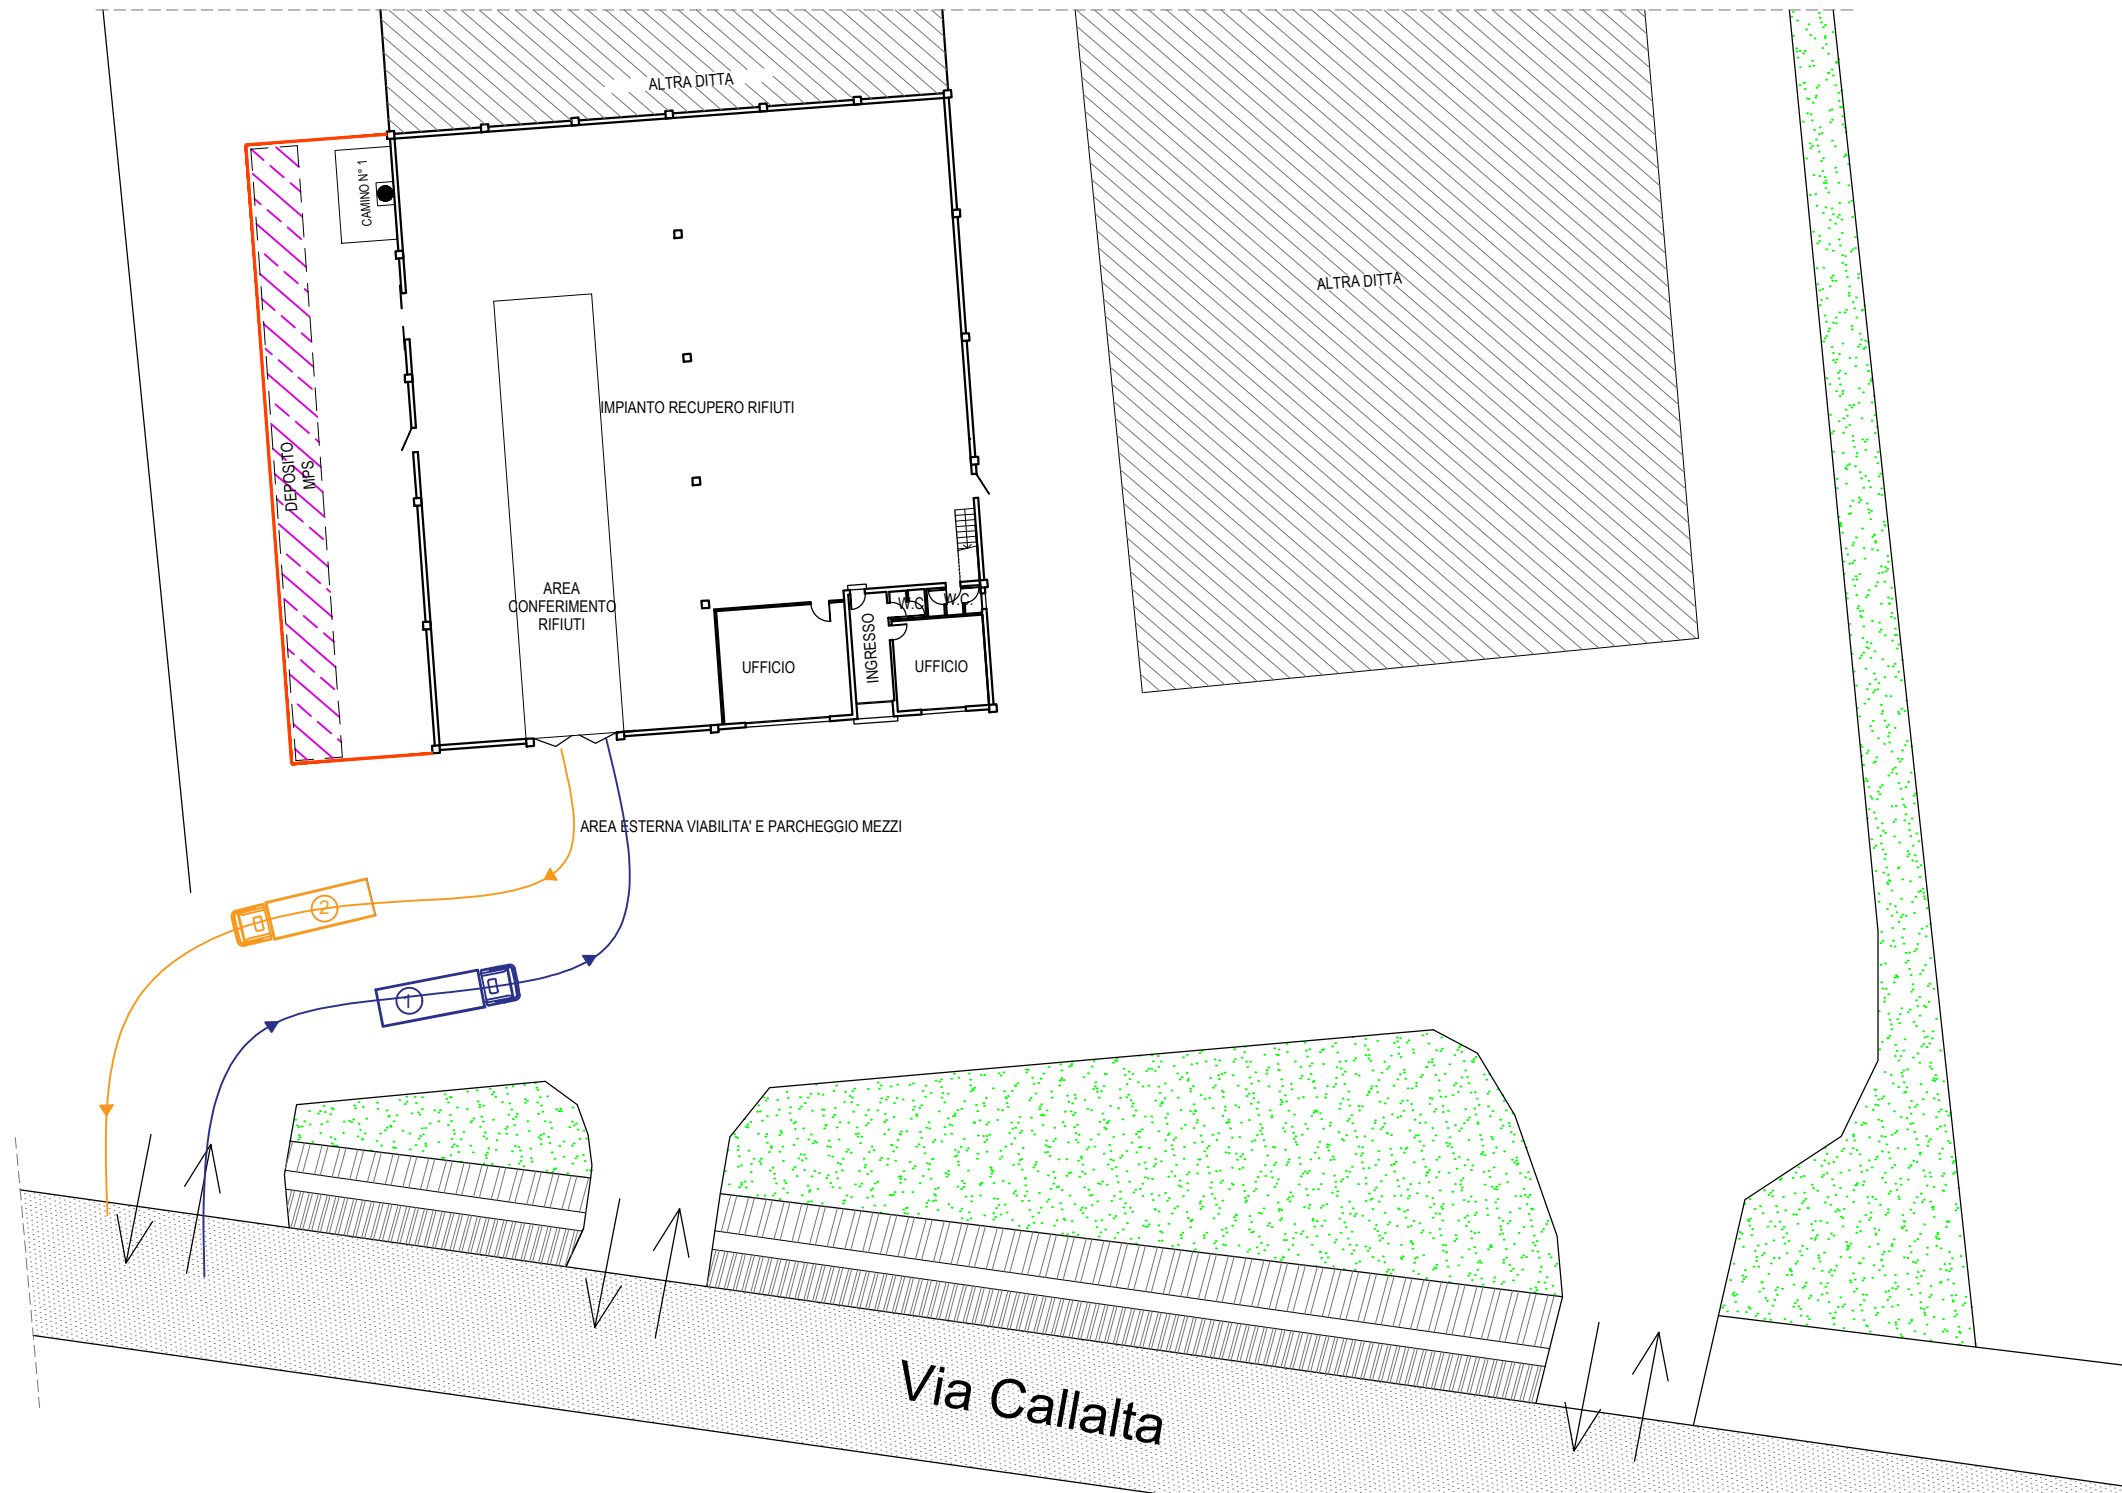 ALTRA DITTA
CAMINO N° 1
ALTRA DITTA
IMPIANTO RECUPERO RIFIUTI
DEPOSITO
MPS
AREA
CONFERIMENTO
RIFIUTI
W.C.
W.C.
INGRESSO
UFFICIO
UFFICIO
AREA ESTERNA VIABILITA' E PARCHEGGIO MEZZI
2
1
Via Callalta